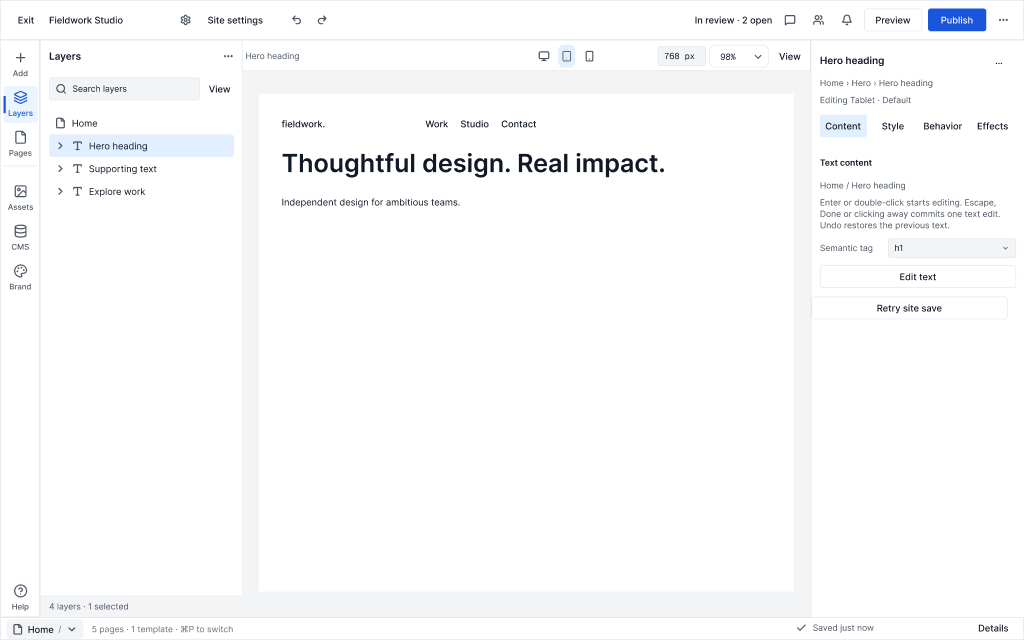 Exit Fieldwork Studio Site settings In review · 2 open Preview Publish
Add
Layers
Pages
Assets
CMS
Brand
Help
Layers
Search layers View
Home
Hero heading
Supporting text
Explore work
4 layers · 1 selected
Hero heading 768 px 98% View
fieldwork. Work Studio Contact
Thoughtful design. Real impact.
Independent design for ambitious teams.
Hero heading
Home › Hero › Hero heading
Editing Tablet · Default
Content Style Behavior Effects
Text content
Home / Hero heading
Enter or double-click starts editing. Escape,
Done or clicking away commits one text edit.
Undo restores the previous text.
Semantic tag h1
Edit text
Retry site save
Home / 5 pages · 1 template · ⌘P to switch Saved just now Details